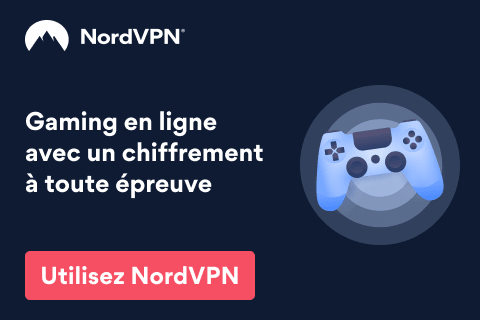 NordVPN®
Gaming en ligne
avec un chiffrement
à toute épreuve
Utilisez NordVPN